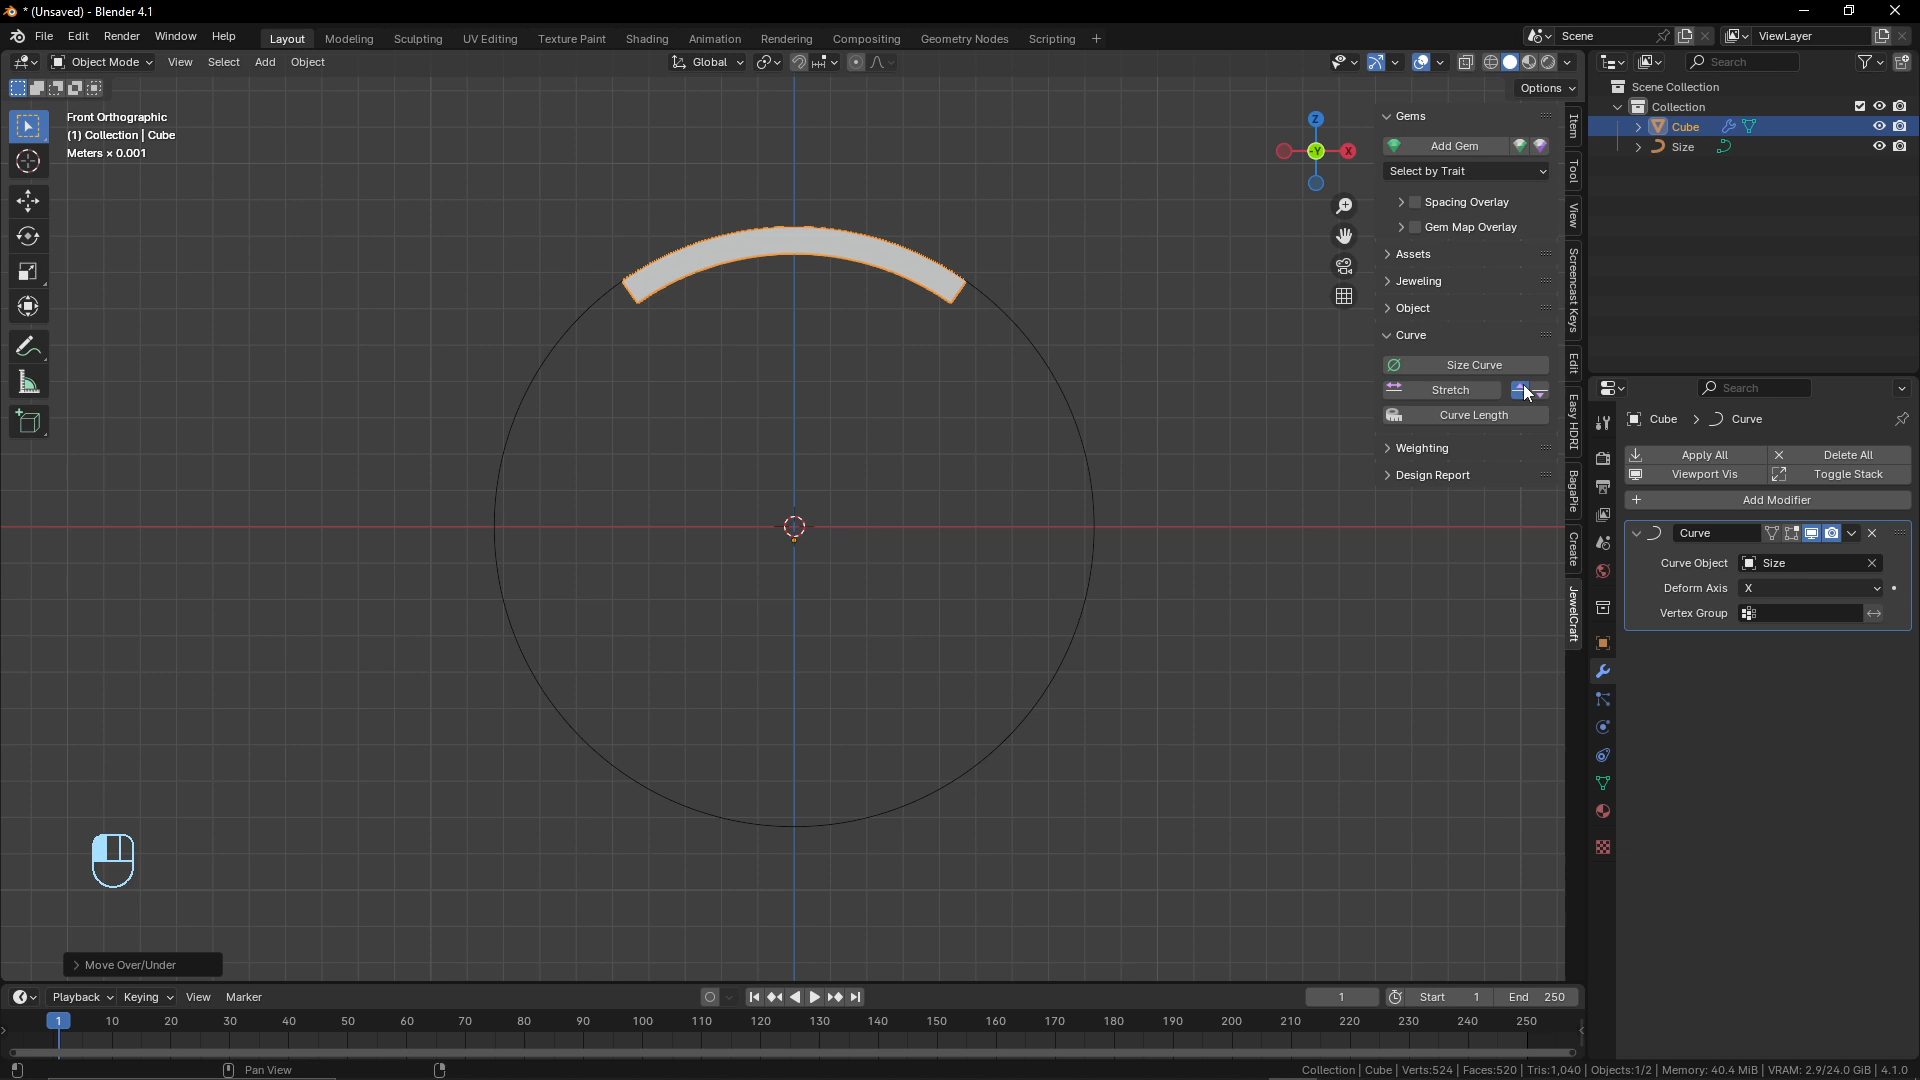 * (Unsaved) - Blender 4.1
File Edit Render Window Help Layout Modeling Sculpting UV Editing Texture Paint Shading Animation Rendering Compositing Geometry Nodes Scripting + Scene ViewLayer
Object Mode View Select Add Object Global Search
Options
Front Orthographic
(1) Collection | Cube
Meters × 0.001
Z
X
-Y
Gems
Add Gem
Select by Trait
Spacing Overlay
Gem Map Overlay
Assets
Jeweling
Object
Curve
Size Curve
Stretch
Curve Length
Weighting
Design Report
Item
Tool
View
Screencast Keys
Edit
Easy HDRI
BagaPie
Create
JewelCraft
Scene Collection
Collection
Cube
Size
Search
Cube > Curve
Apply All Delete All
Viewport Vis Toggle Stack
Add Modifier
Curve
Curve Object Size
Deform Axis X
Vertex Group
Move Over/Under
Playback Keying View Marker 1 Start 1 End 250
1 10 20 30 40 50 60 70 80 90 100 110 120 130 140 150 160 170 180 190 200 210 220 230 240 250
Pan View Collection | Cube | Verts:524 | Faces:520 | Tris:1,040 | Objects:1/2 | Memory: 40.4 MiB | VRAM: 2.9/24.0 GiB | 4.1.0